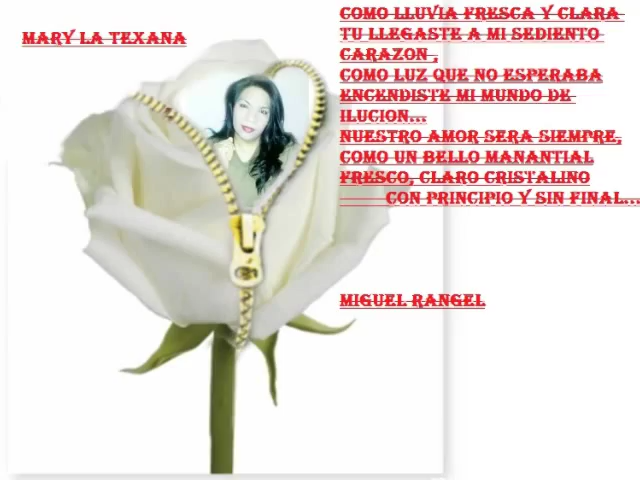 MARY LA TEXANA
COMO LLUVIA FRESCA Y CLARA
TU LLEGASTE A MI SEDIENTO
CARAZON ,
COMO LUZ QUE NO ESPERABA
ENCENDISTE MI MUNDO DE
ILUCION...
NUESTRO AMOR SERA SIEMPRE,
COMO UN BELLO MANANTIAL
FRESCO, CLARO CRISTALINO
CON PRINCIPIO Y SIN FINAL...
MIGUEL RANGEL